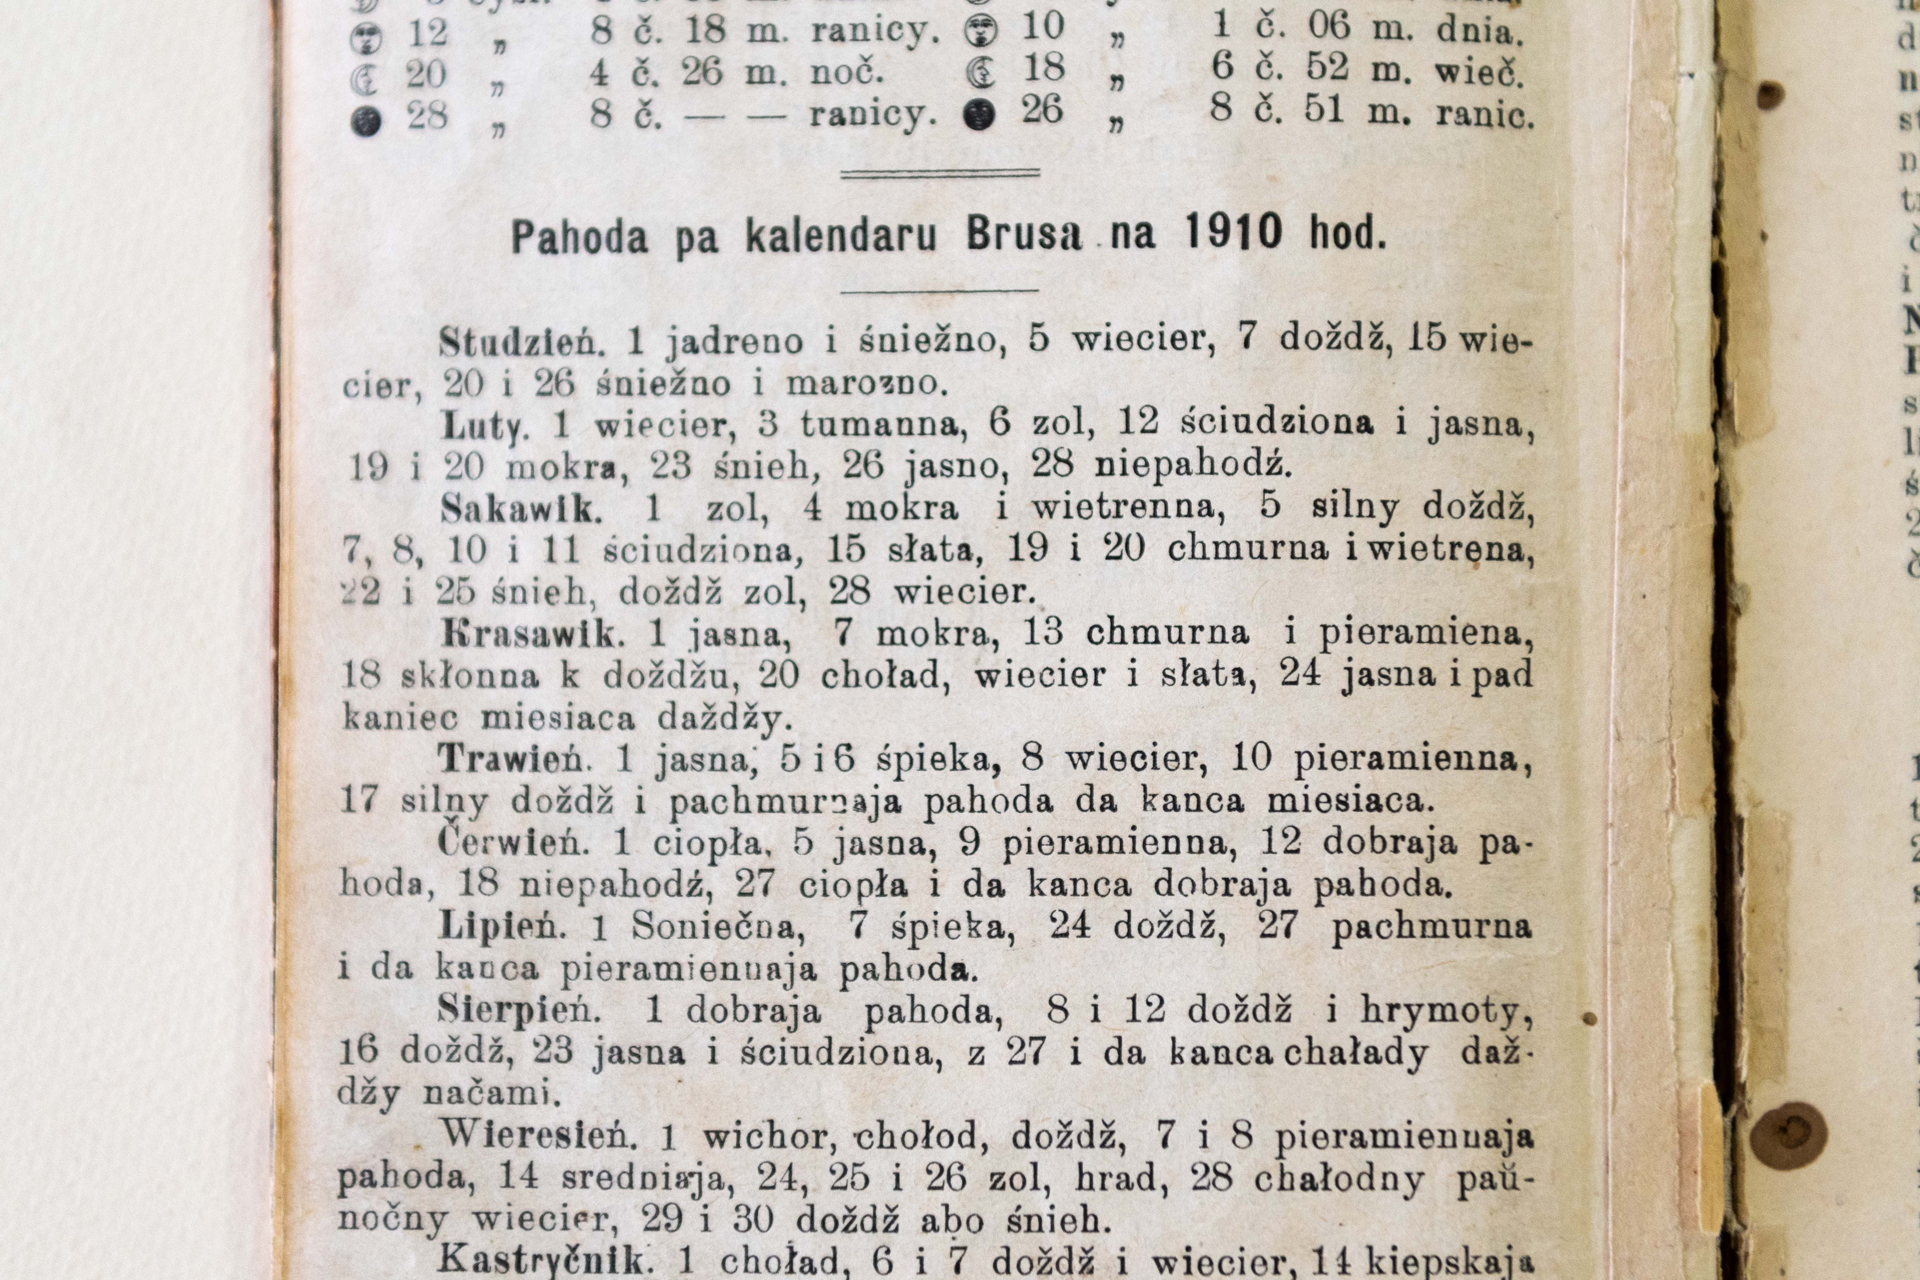 12 „ 8 č. 18 m. ranicy. 10 „ 1 č. 06 m. dnia.
20 „ 4 č. 26 m. noč. 18 „ 6 č. 52 m. wieč.
28 „ 8 č. — — ranicy. 26 „ 8 č. 51 m. ranic.
Pahoda pa kalendaru Brusa na 1910 hod.
Studzień. 1 jadreno i śniežno, 5 wiecier, 7 doždž, 15 wie-
cier, 20 i 26 śniežno i marozno.
Luty. 1 wiecier, 3 tumanna, 6 zol, 12 ściudziona i jasna,
19 i 20 mokra, 23 śnieh, 26 jasno, 28 niepahodź.
Sakawik. 1 zol, 4 mokra i wietrenna, 5 silny doždž,
7, 8, 10 i 11 ściudziona, 15 słata, 19 i 20 chmurna i wietrena,
22 i 25 śnieh, doždž zol, 28 wiecier.
Krasawik. 1 jasna, 7 mokra, 13 chmurna i pieramiena,
18 skłonna k doždžu, 20 choład, wiecier i słata, 24 jasna i pad
kaniec miesiaca daždžy.
Trawień. 1 jasna, 5 i 6 śpieka, 8 wiecier, 10 pieramienna,
17 silny doždž i pachmurnaja pahoda da kanca miesiaca.
Čerwień. 1 ciopła, 5 jasna, 9 pieramienna, 12 dobraja pa-
hoda, 18 niepahodź, 27 ciopła i da kanca dobraja pahoda.
Lipień. 1 Soniečna, 7 śpieka, 24 doždž, 27 pachmurna
i da kanca pieramiennaja pahoda.
Sierpień. 1 dobraja pahoda, 8 i 12 doždž i hrymoty,
16 doždž, 23 jasna i ściudziona, z 27 i da kanca chałady daž-
džy načami.
Wieresień. 1 wichor, chołod, doždž, 7 i 8 pieramiennaja
pahoda, 14 sredniaja, 24, 25 i 26 zol, hrad, 28 chałodny paŭ-
nočny wiecier, 29 i 30 doždž abo śnieh.
Kastryčnik. 1 choład, 6 i 7 doždž i wiecier, 14 kiepskaja